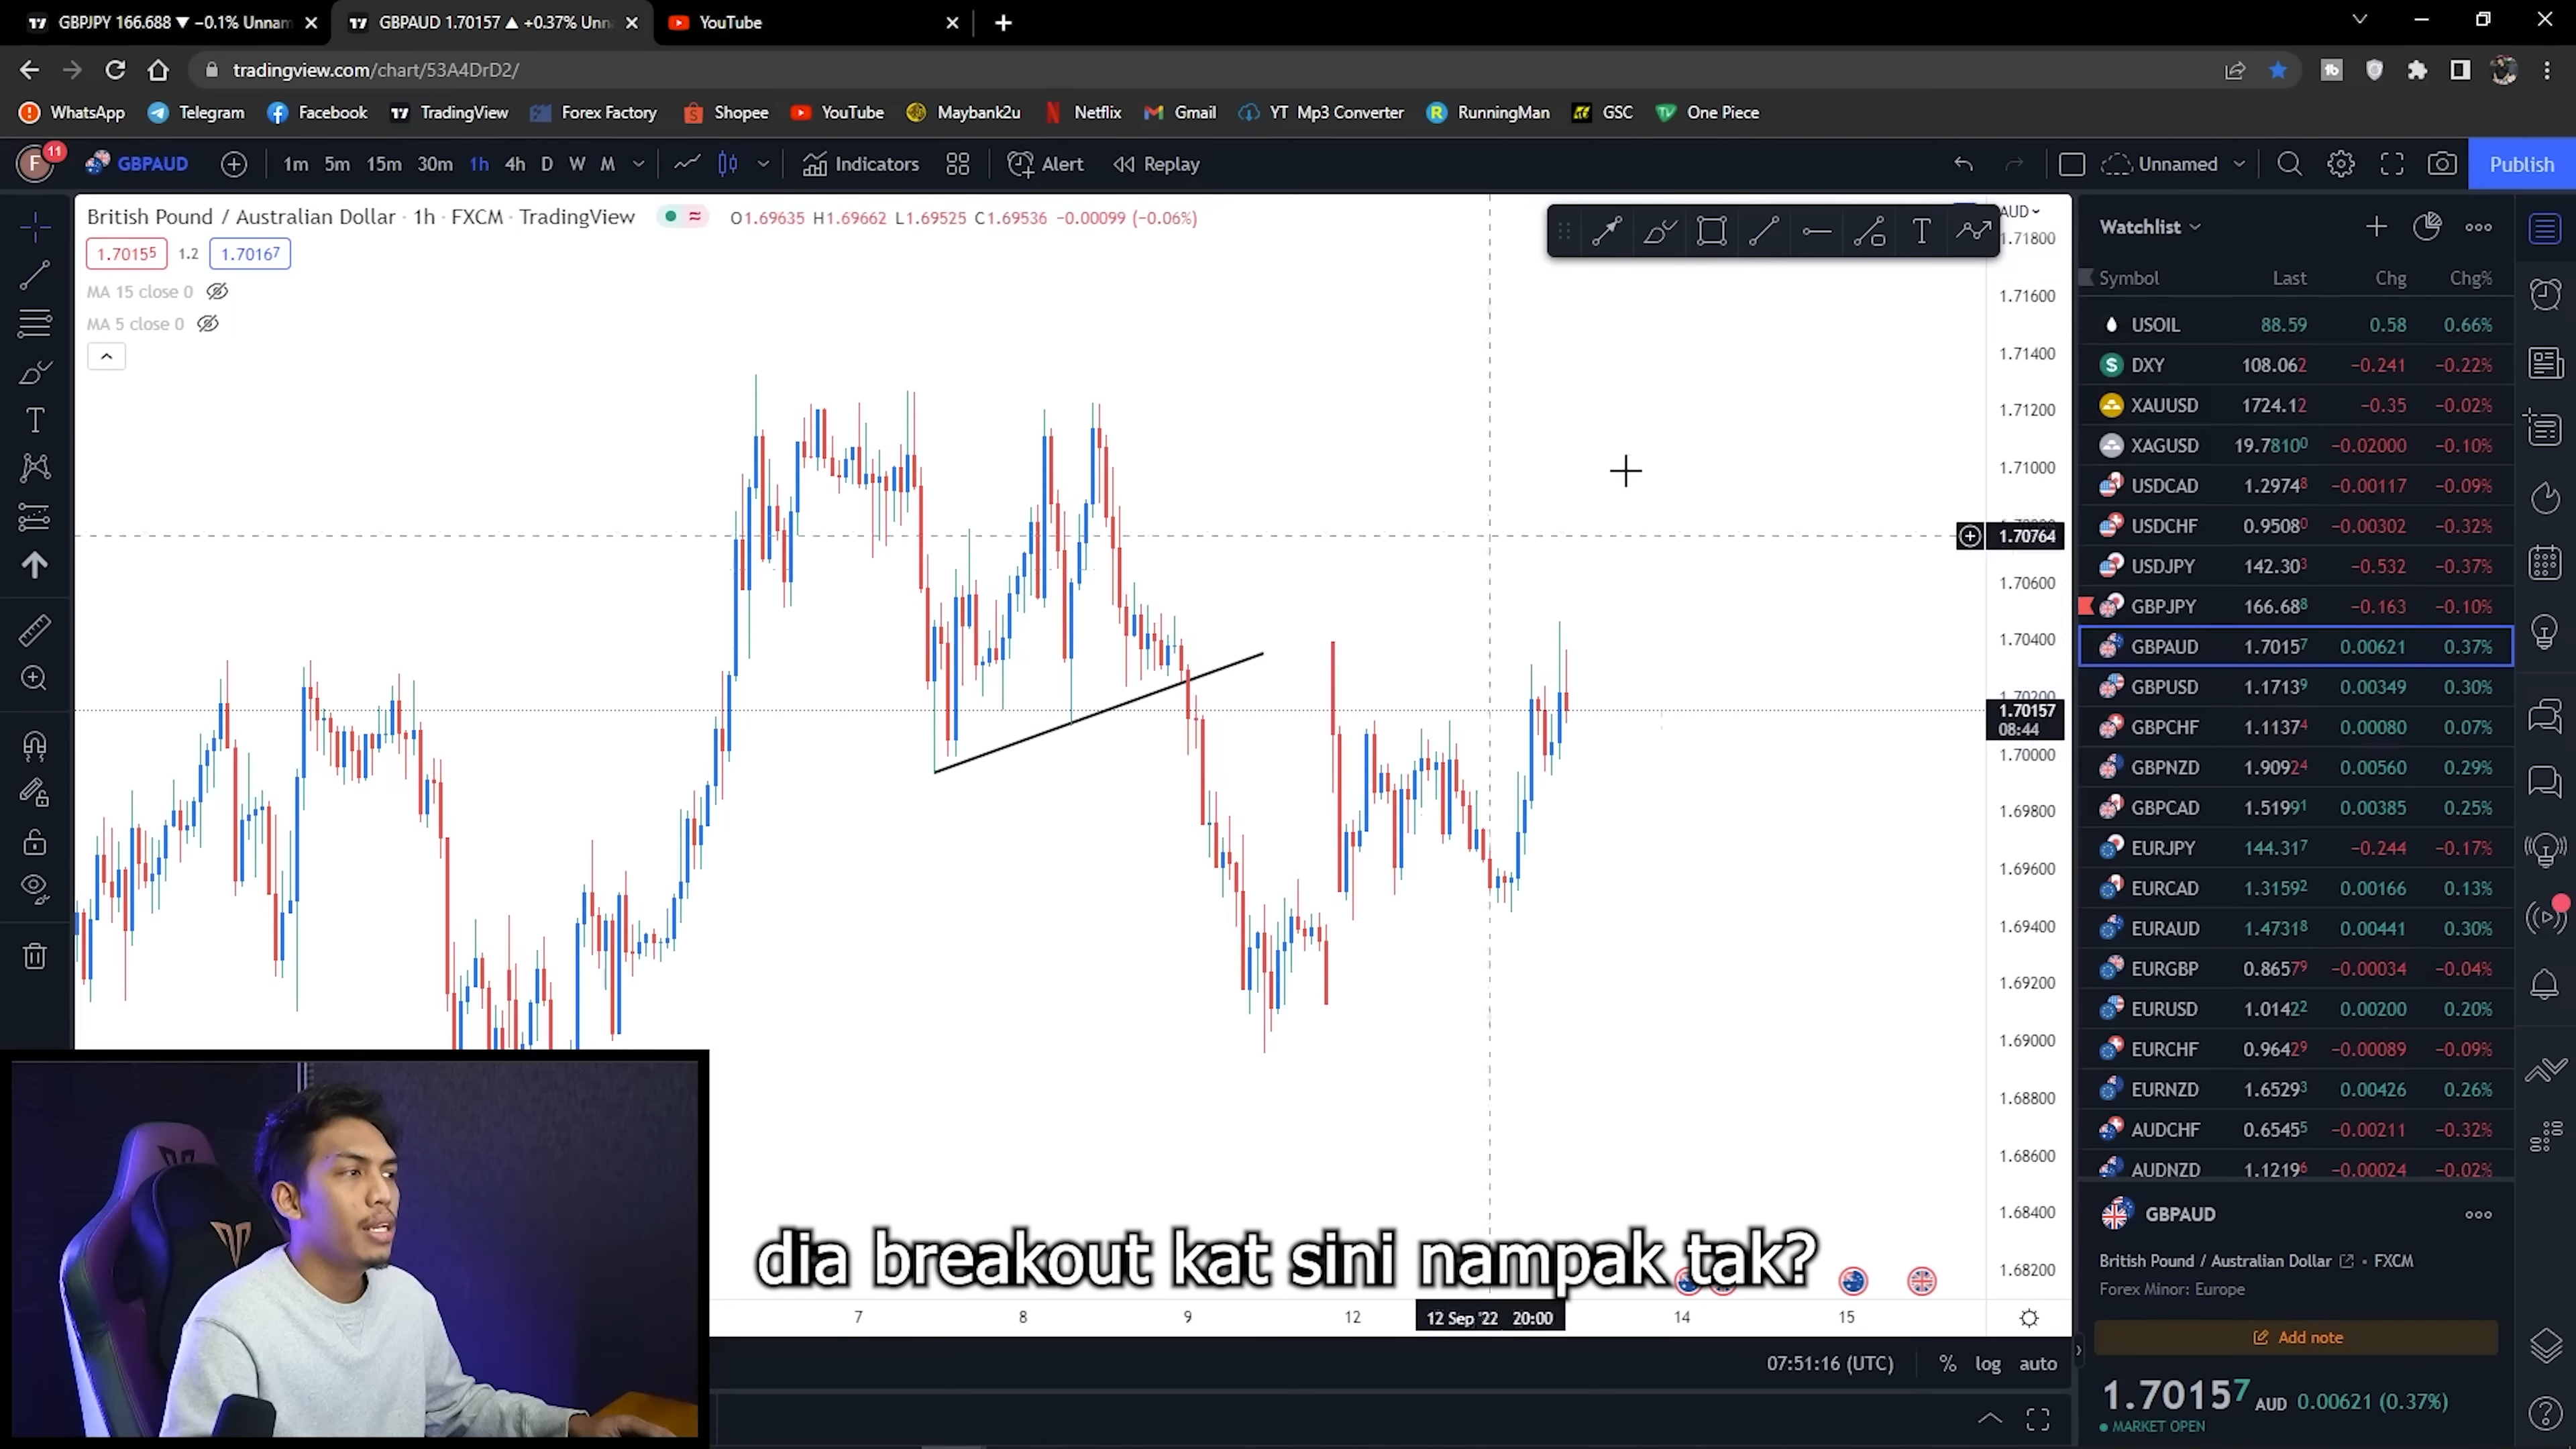 GBPJPY 166.688 ▼ −0.1% Unnam
GBPAUD 1.70157 ▲ +0.37% Unn
YouTube
tradingview.com/chart/53A4DrD2/
WhatsApp Telegram Facebook TradingView Forex Factory Shopee YouTube Maybank2u Netflix Gmail YT Mp3 Converter RunningMan GSC One Piece
F 11 GBPAUD 1m 5m 15m 30m 1h 4h D W M Indicators Alert Replay Unnamed Publish
British Pound / Australian Dollar · 1h · FXCM · TradingView O1.69635 H1.69662 L1.69525 C1.69536 −0.00099 (−0.06%)
1.70155 1.2 1.70167
MA 15 close 0
MA 5 close 0
AUD
1.71800
1.71600
1.71400
1.71200
1.71000
1.70764
1.70600
1.70400
1.70200
1.70157
08:44
1.70000
1.69800
1.69600
1.69400
1.69200
1.69000
1.68800
1.68600
1.68400
1.68200
dia breakout kat sini nampak tak?
7 8 9 12 12 Sep '22 20:00 14 15
07:51:16 (UTC) % log auto
Watchlist
Symbol Last Chg Chg%
USOIL 88.59 0.58 0.66%
DXY 108.062 −0.241 −0.22%
XAUUSD 1724.12 −0.35 −0.02%
XAGUSD 19.78100 −0.02000 −0.10%
USDCAD 1.29748 −0.00117 −0.09%
USDCHF 0.95080 −0.00302 −0.32%
USDJPY 142.303 −0.532 −0.37%
GBPJPY 166.688 −0.163 −0.10%
GBPAUD 1.70157 0.00621 0.37%
GBPUSD 1.17139 0.00349 0.30%
GBPCHF 1.11374 0.00080 0.07%
GBPNZD 1.90924 0.00560 0.29%
GBPCAD 1.51991 0.00385 0.25%
EURJPY 144.317 −0.244 −0.17%
EURCAD 1.31592 0.00166 0.13%
EURAUD 1.47318 0.00441 0.30%
EURGBP 0.86579 −0.00034 −0.04%
EURUSD 1.01422 0.00200 0.20%
EURCHF 0.96429 −0.00089 −0.09%
EURNZD 1.65293 0.00426 0.26%
AUDCHF 0.65455 −0.00211 −0.32%
AUDNZD 1.12196 −0.00024 −0.02%
GBPAUD
British Pound / Australian Dollar • FXCM
Forex Minor: Europe
Add note
1.70157 AUD 0.00621 (0.37%)
MARKET OPEN